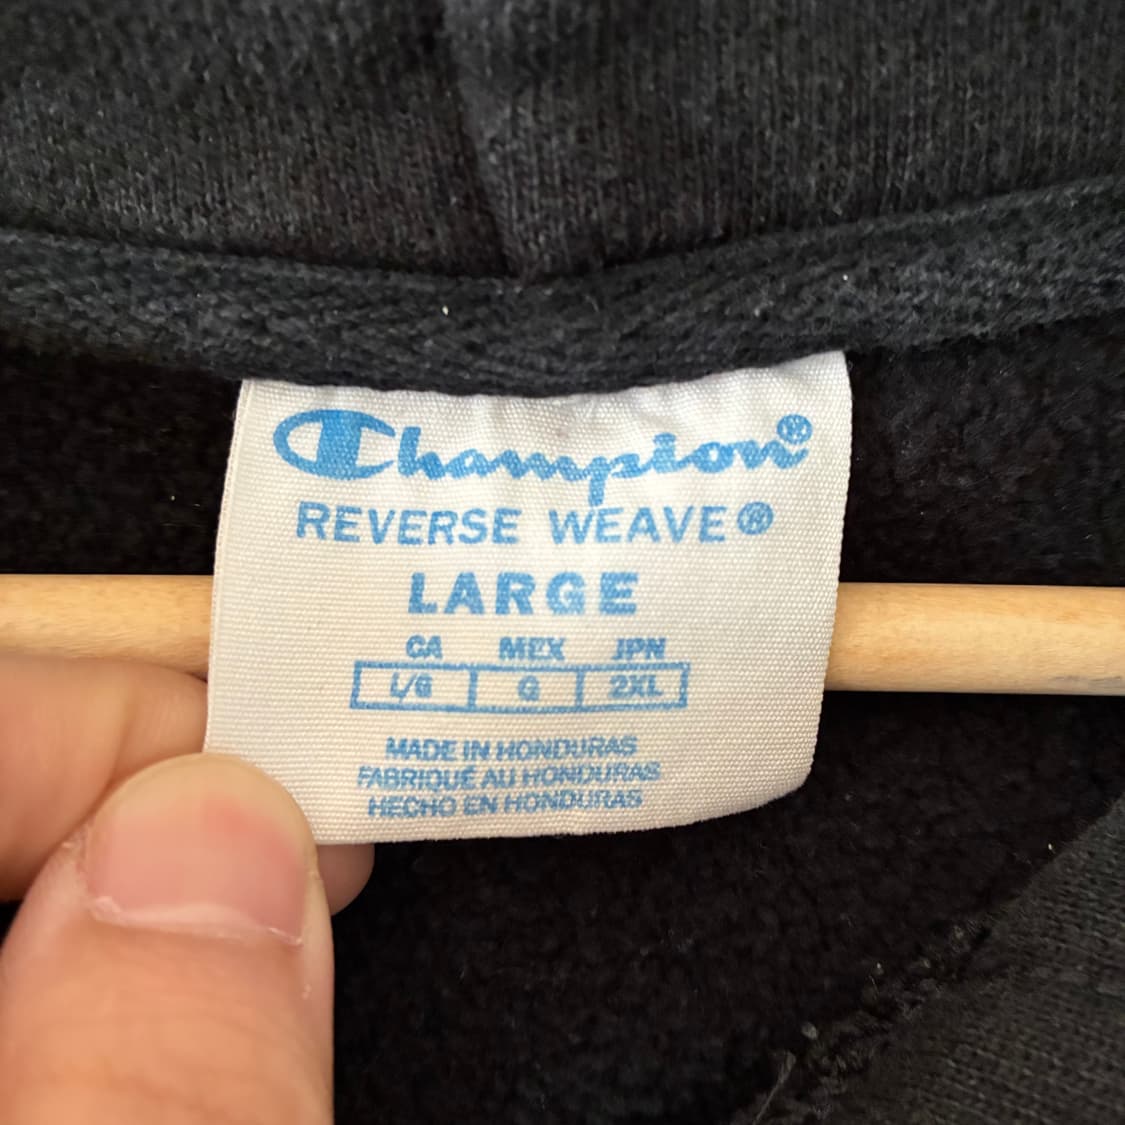 Champion®
REVERSE WEAVE®
LARGE
CA MEX JPN
L/G G 2XL
MADE IN HONDURAS
FABRIQUÉ AU HONDURAS
HECHO EN HONDURAS